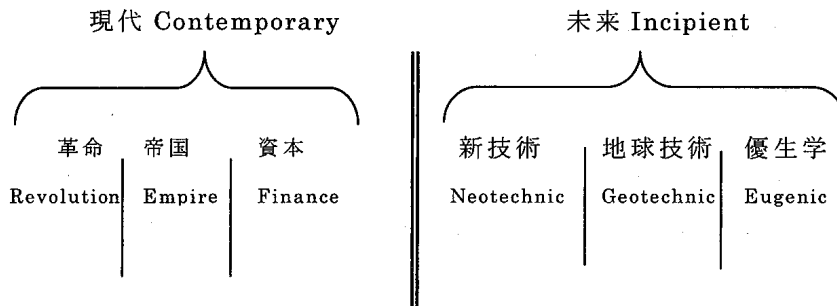 現代 Contemporary
未来 Incipient
革命 帝国 資本
新技術 地球技術 優生学
Revolution Empire Finance
Neotechnic Geotechnic Eugenic